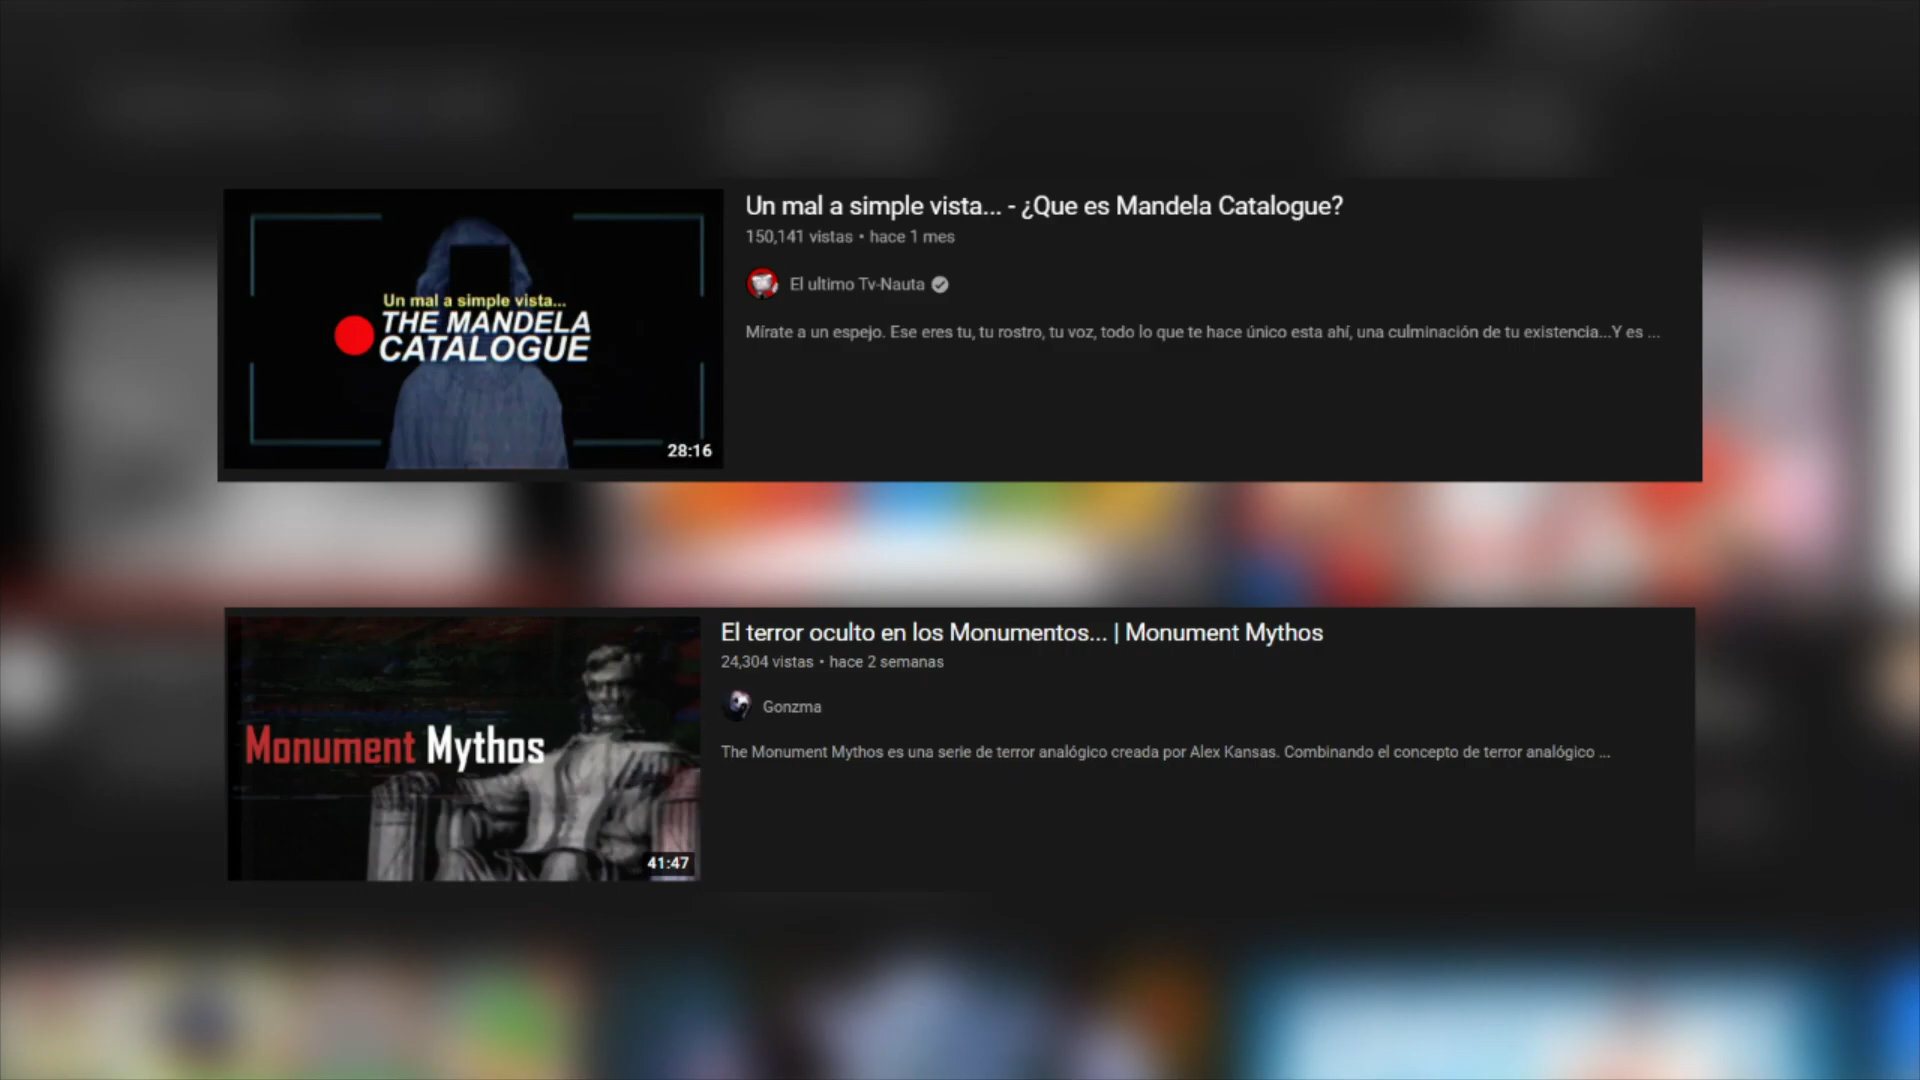 Un mal a simple vista... - ¿Que es Mandela Catalogue?
150,141 vistas • hace 1 mes
El ultimo Tv-Nauta
Mírate a un espejo. Ese eres tu, tu rostro, tu voz, todo lo que te hace único esta ahí, una culminación de tu existencia...Y es ...
Un mal a simple vista...
THE MANDELA
CATALOGUE
28:16
El terror oculto en los Monumentos... | Monument Mythos
24,304 vistas • hace 2 semanas
Gonzma
The Monument Mythos es una serie de terror analógico creada por Alex Kansas. Combinando el concepto de terror analógico ...
Monument Mythos
41:47